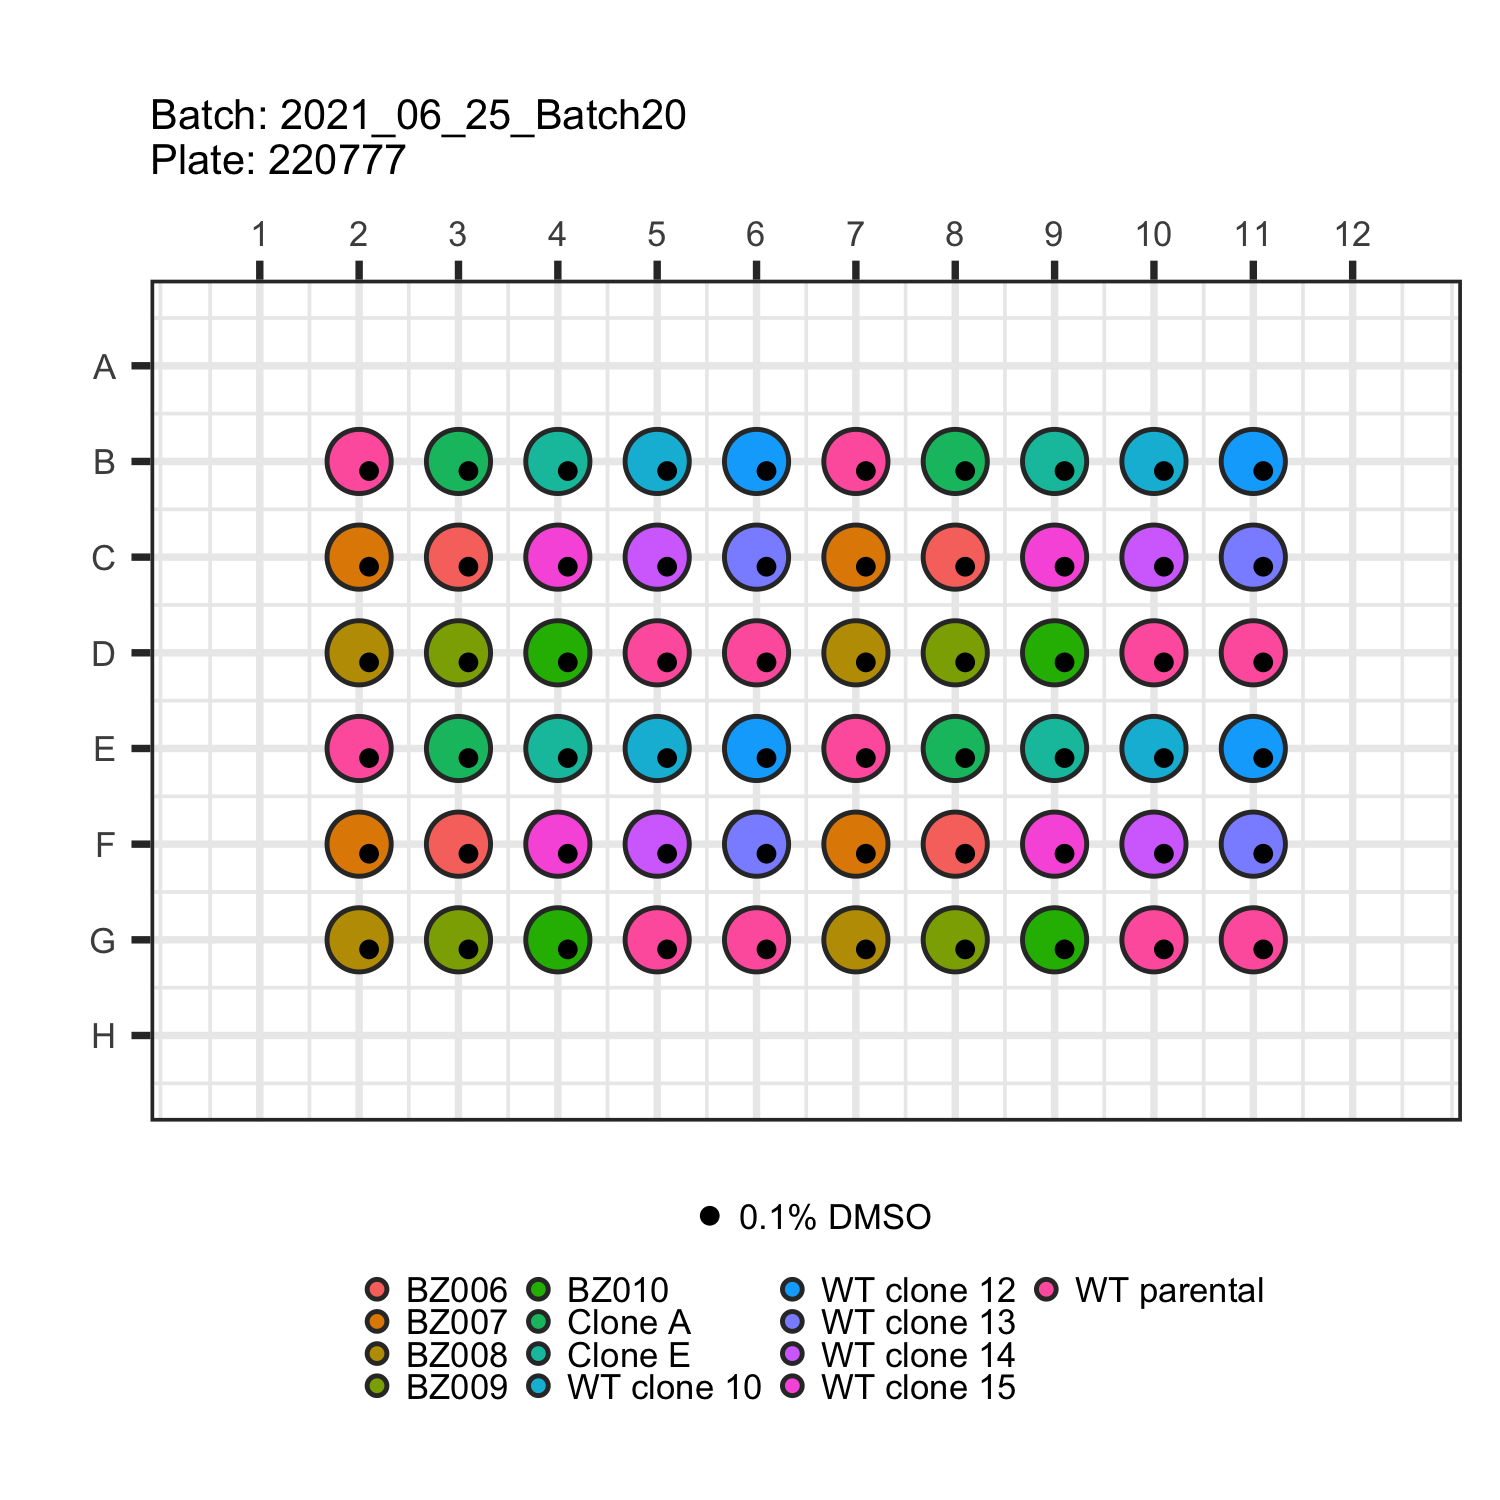 Batch: 2021_06_25_Batch20
Plate: 220777
1 2 3 4 5 6 7 8 9 10 11 12
A
B
C
D
E
F
G
H
0.1% DMSO
BZ006 BZ010 WT clone 12 WT parental
BZ007 Clone A WT clone 13
BZ008 Clone E WT clone 14
BZ009 WT clone 10 WT clone 15